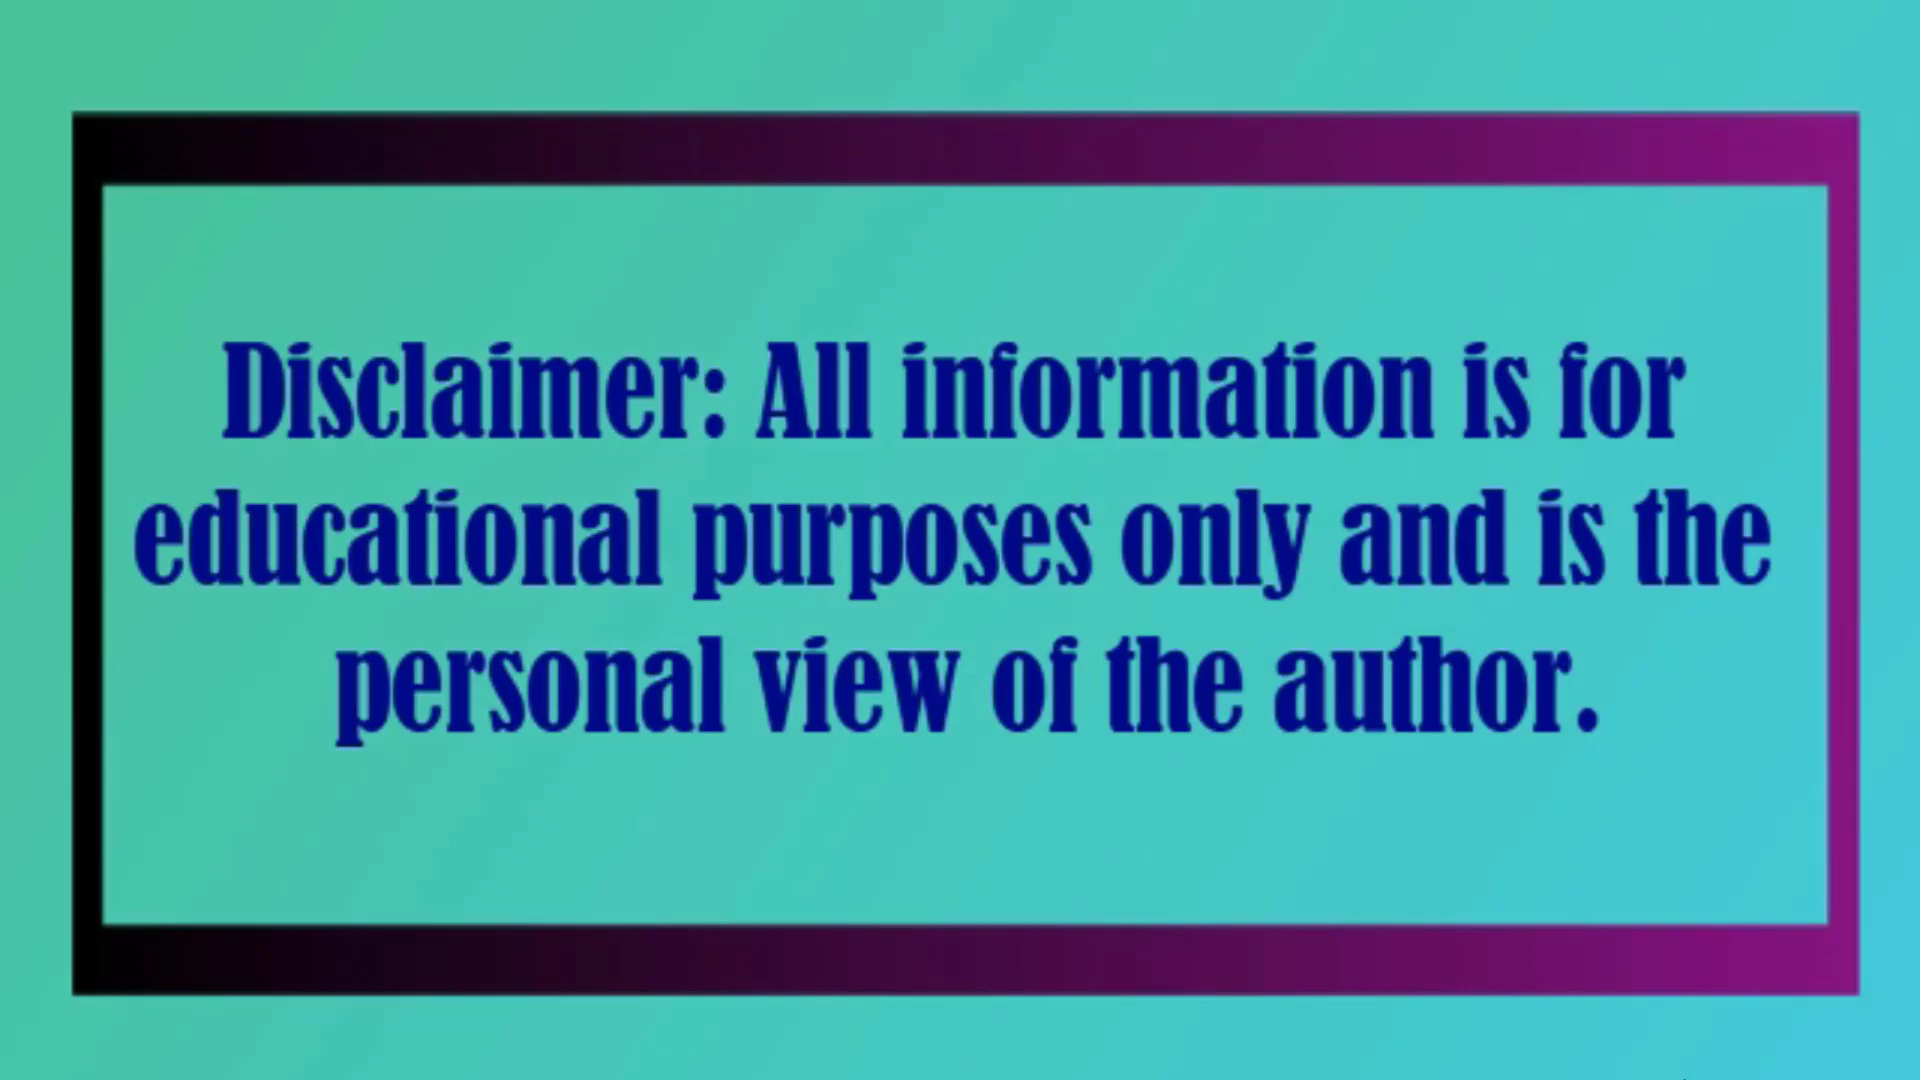 Disclaimer: All information is for
educational purposes only and is the
personal view of the author.